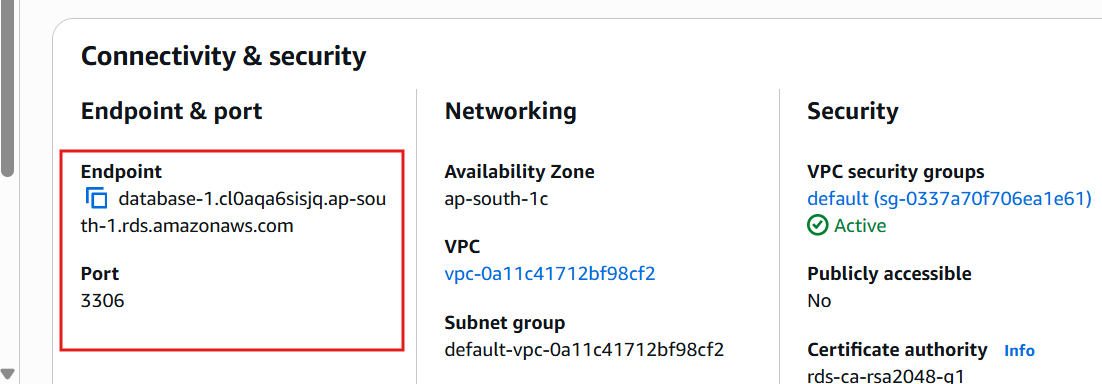 Connectivity & security
Endpoint & port
Endpoint
database-1.cl0aqa6sisjq.ap-sou
th-1.rds.amazonaws.com
Port
3306
Networking
Availability Zone
ap-south-1c
VPC
vpc-0a11c41712bf98cf2
Subnet group
default-vpc-0a11c41712bf98cf2
Security
VPC security groups
default (sg-0337a70f706ea1e61)
Active
Publicly accessible
No
Certificate authority Info
rds-ca-rsa2048-g1